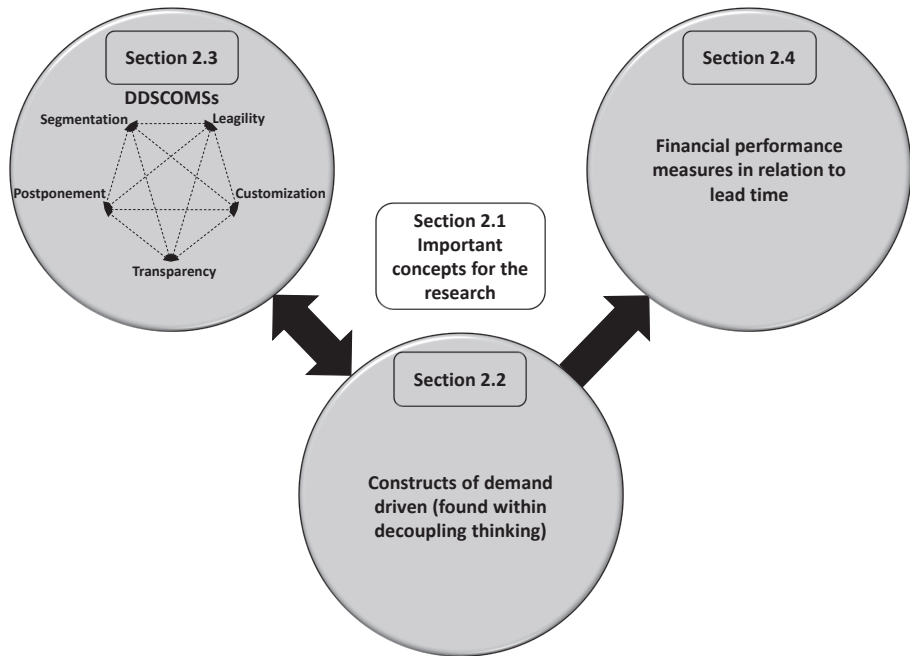 Section 2.3
DDSCOMSs
Segmentation
Leagility
Postponement
Customization
Transparency
Section 2.4
Financial performance
measures in relation to
lead time
Section 2.1
Important
concepts for the
research
Section 2.2
Constructs of demand
driven (found within
decoupling thinking)